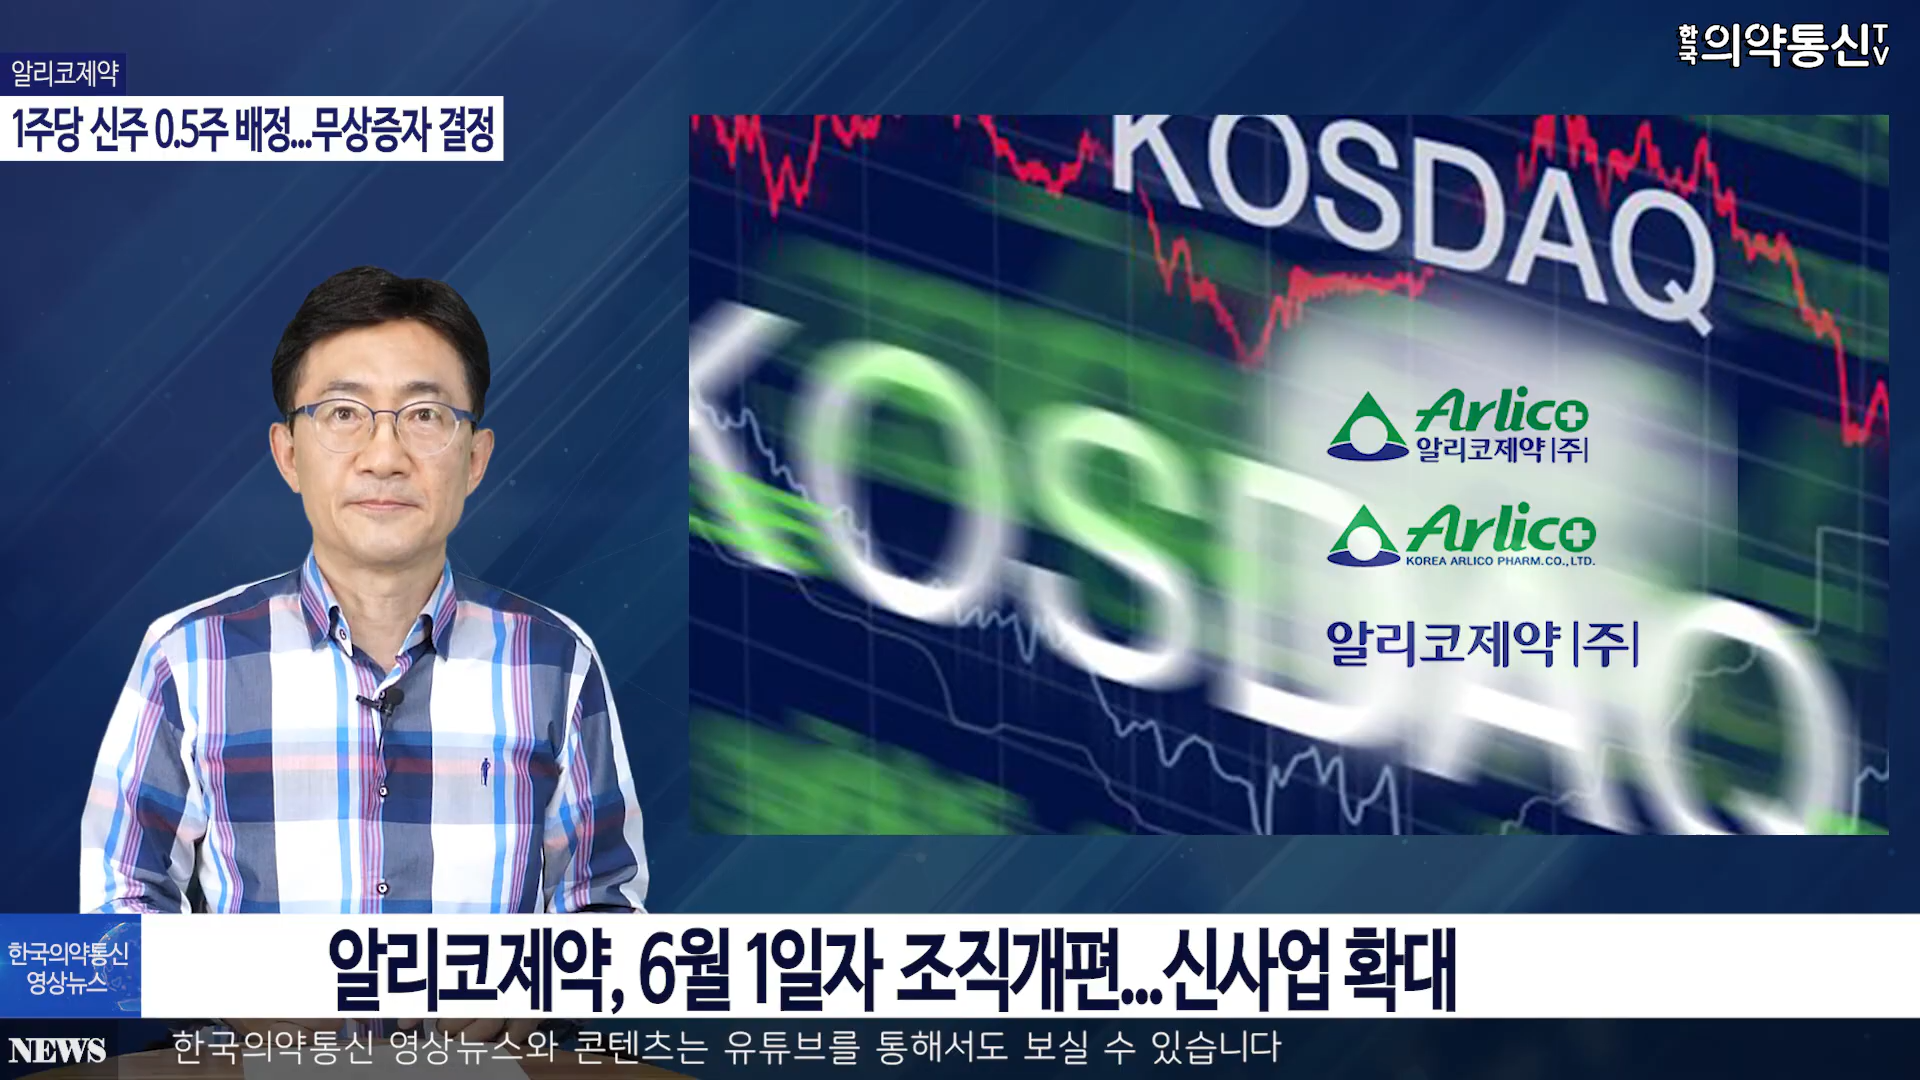 한국의약통신TV
알리코제약
1주당 신주 0.5주 배정...무상증자 결정
KOSDAQ
KOSDAQ
Arlico
알리코제약|주|
Arlico
KOREA ARLICO PHARM.CO.,LTD.
알리코제약|주|
한국의약통신
영상뉴스
알리코제약, 6월 1일자 조직개편...신사업 확대
NEWS
한국의약통신 영상뉴스와 콘텐츠는 유튜브를 통해서도 보실 수 있습니다